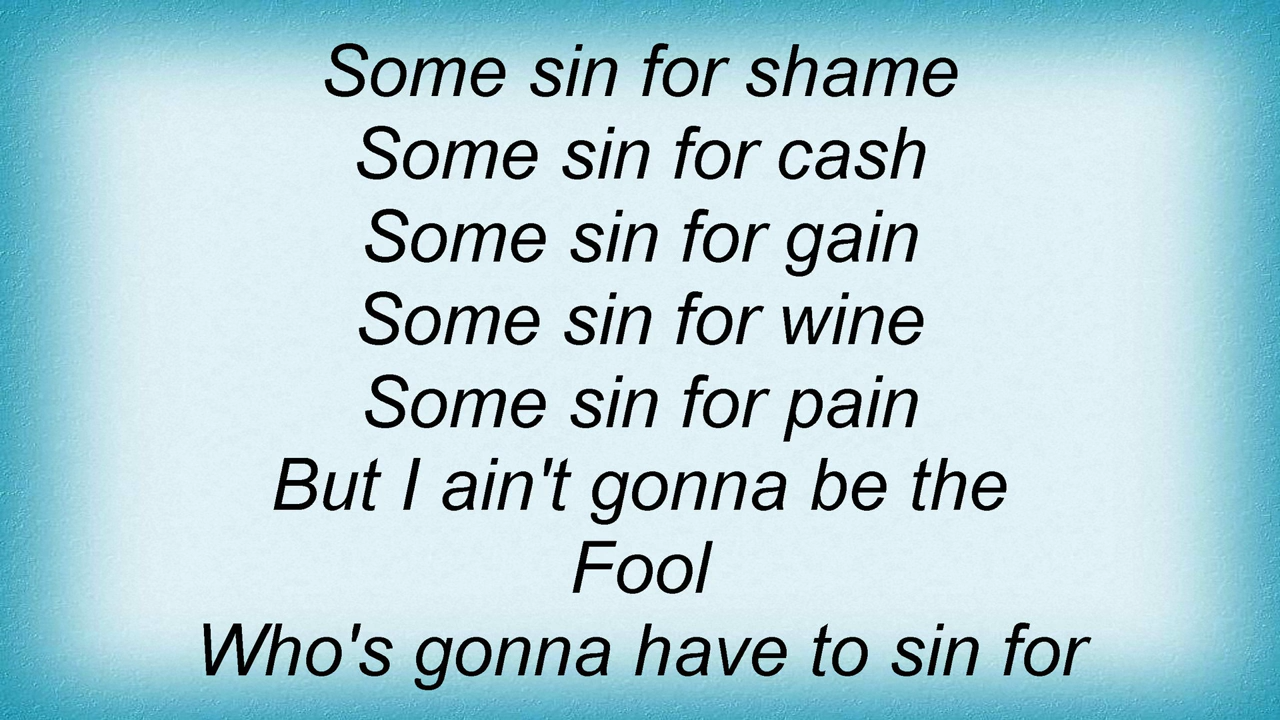 Some sin for shame
Some sin for cash
Some sin for gain
Some sin for wine
Some sin for pain
But I ain't gonna be the
Fool
Who's gonna have to sin for